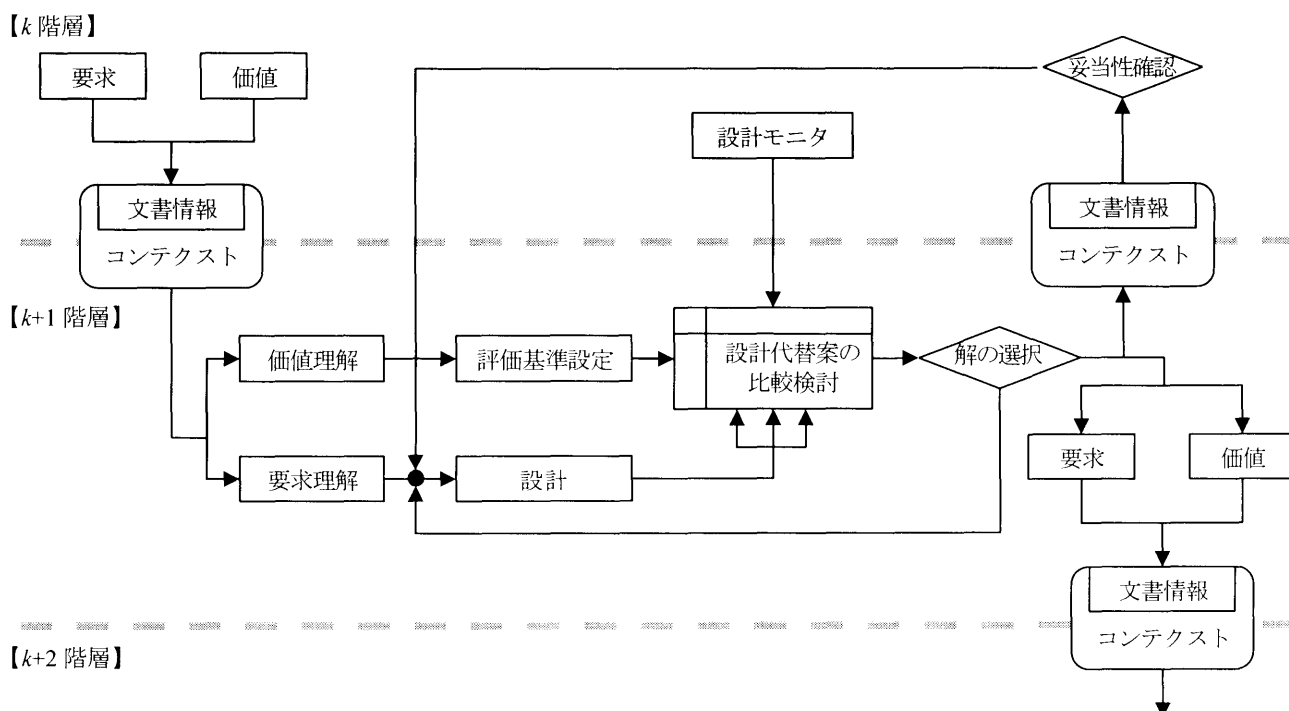 【k 階層】
要求
価値
妥当性確認
設計モニタ
文書情報
コンテクスト
文書情報
コンテクスト
【k+1 階層】
価値理解
評価基準設定
設計代替案の
比較検討
解の選択
要求理解
設計
要求
価値
文書情報
コンテクスト
【k+2 階層】